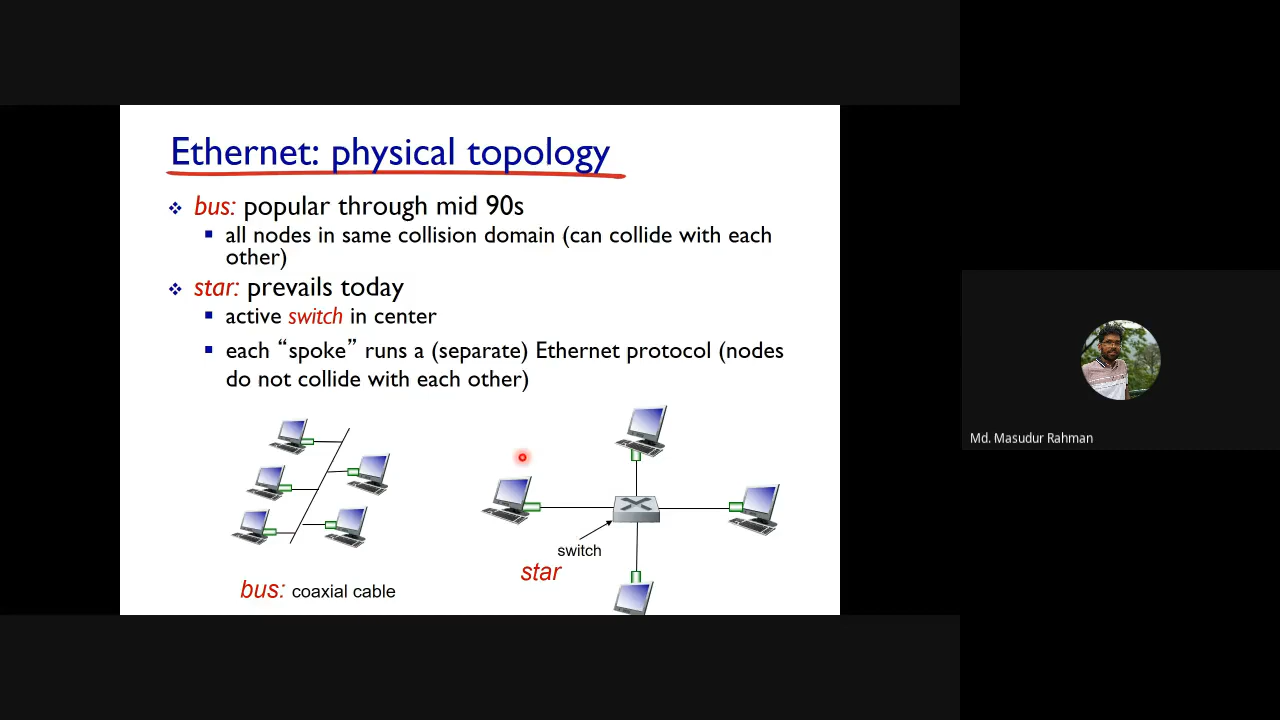 Ethernet: physical topology
bus: popular through mid 90s
all nodes in same collision domain (can collide with each
other)
star: prevails today
active switch in center
each “spoke” runs a (separate) Ethernet protocol (nodes
do not collide with each other)
switch
star
bus: coaxial cable
Md. Masudur Rahman